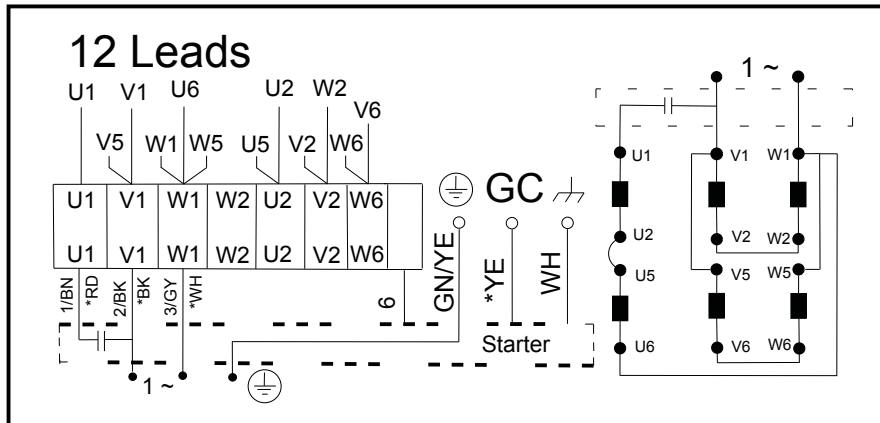 12 Leads
U1 V1 U6 U2 W2 V6
V5 W1 W5 U5 V2 W6
U1 V1 W1 W2 U2 V2 W6
U1 V1 W1 W2 U2 V2 W6
1/BN *RD 2/BK *BK 3/GY *WH 6
GC
GN/YE *YE WH
Starter
1 ~
1 ~
U1 V1 W1
U2 V2 W2
U5 V5 W5
U6 V6 W6